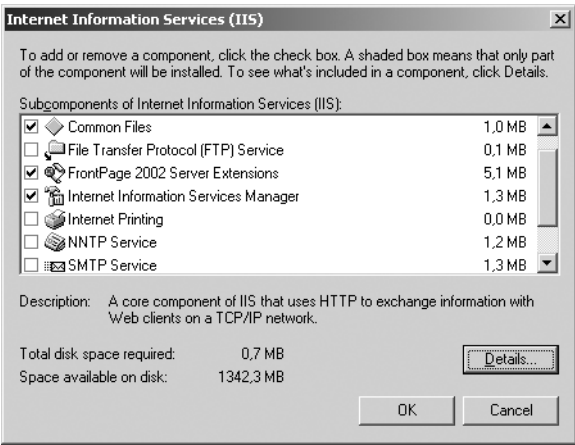 Internet Information Services (IIS)
To add or remove a component, click the check box. A shaded box means that only part
of the component will be installed. To see what's included in a component, click Details.
Subcomponents of Internet Information Services (IIS):
Common Files 1,0 MB
File Transfer Protocol (FTP) Service 0,1 MB
FrontPage 2002 Server Extensions 5,1 MB
Internet Information Services Manager 1,3 MB
Internet Printing 0,0 MB
NNTP Service 1,2 MB
SMTP Service 1,3 MB
Description: A core component of IIS that uses HTTP to exchange information with
Web clients on a TCP/IP network.
Total disk space required: 0,7 MB
Details...
Space available on disk: 1342,3 MB
OK Cancel